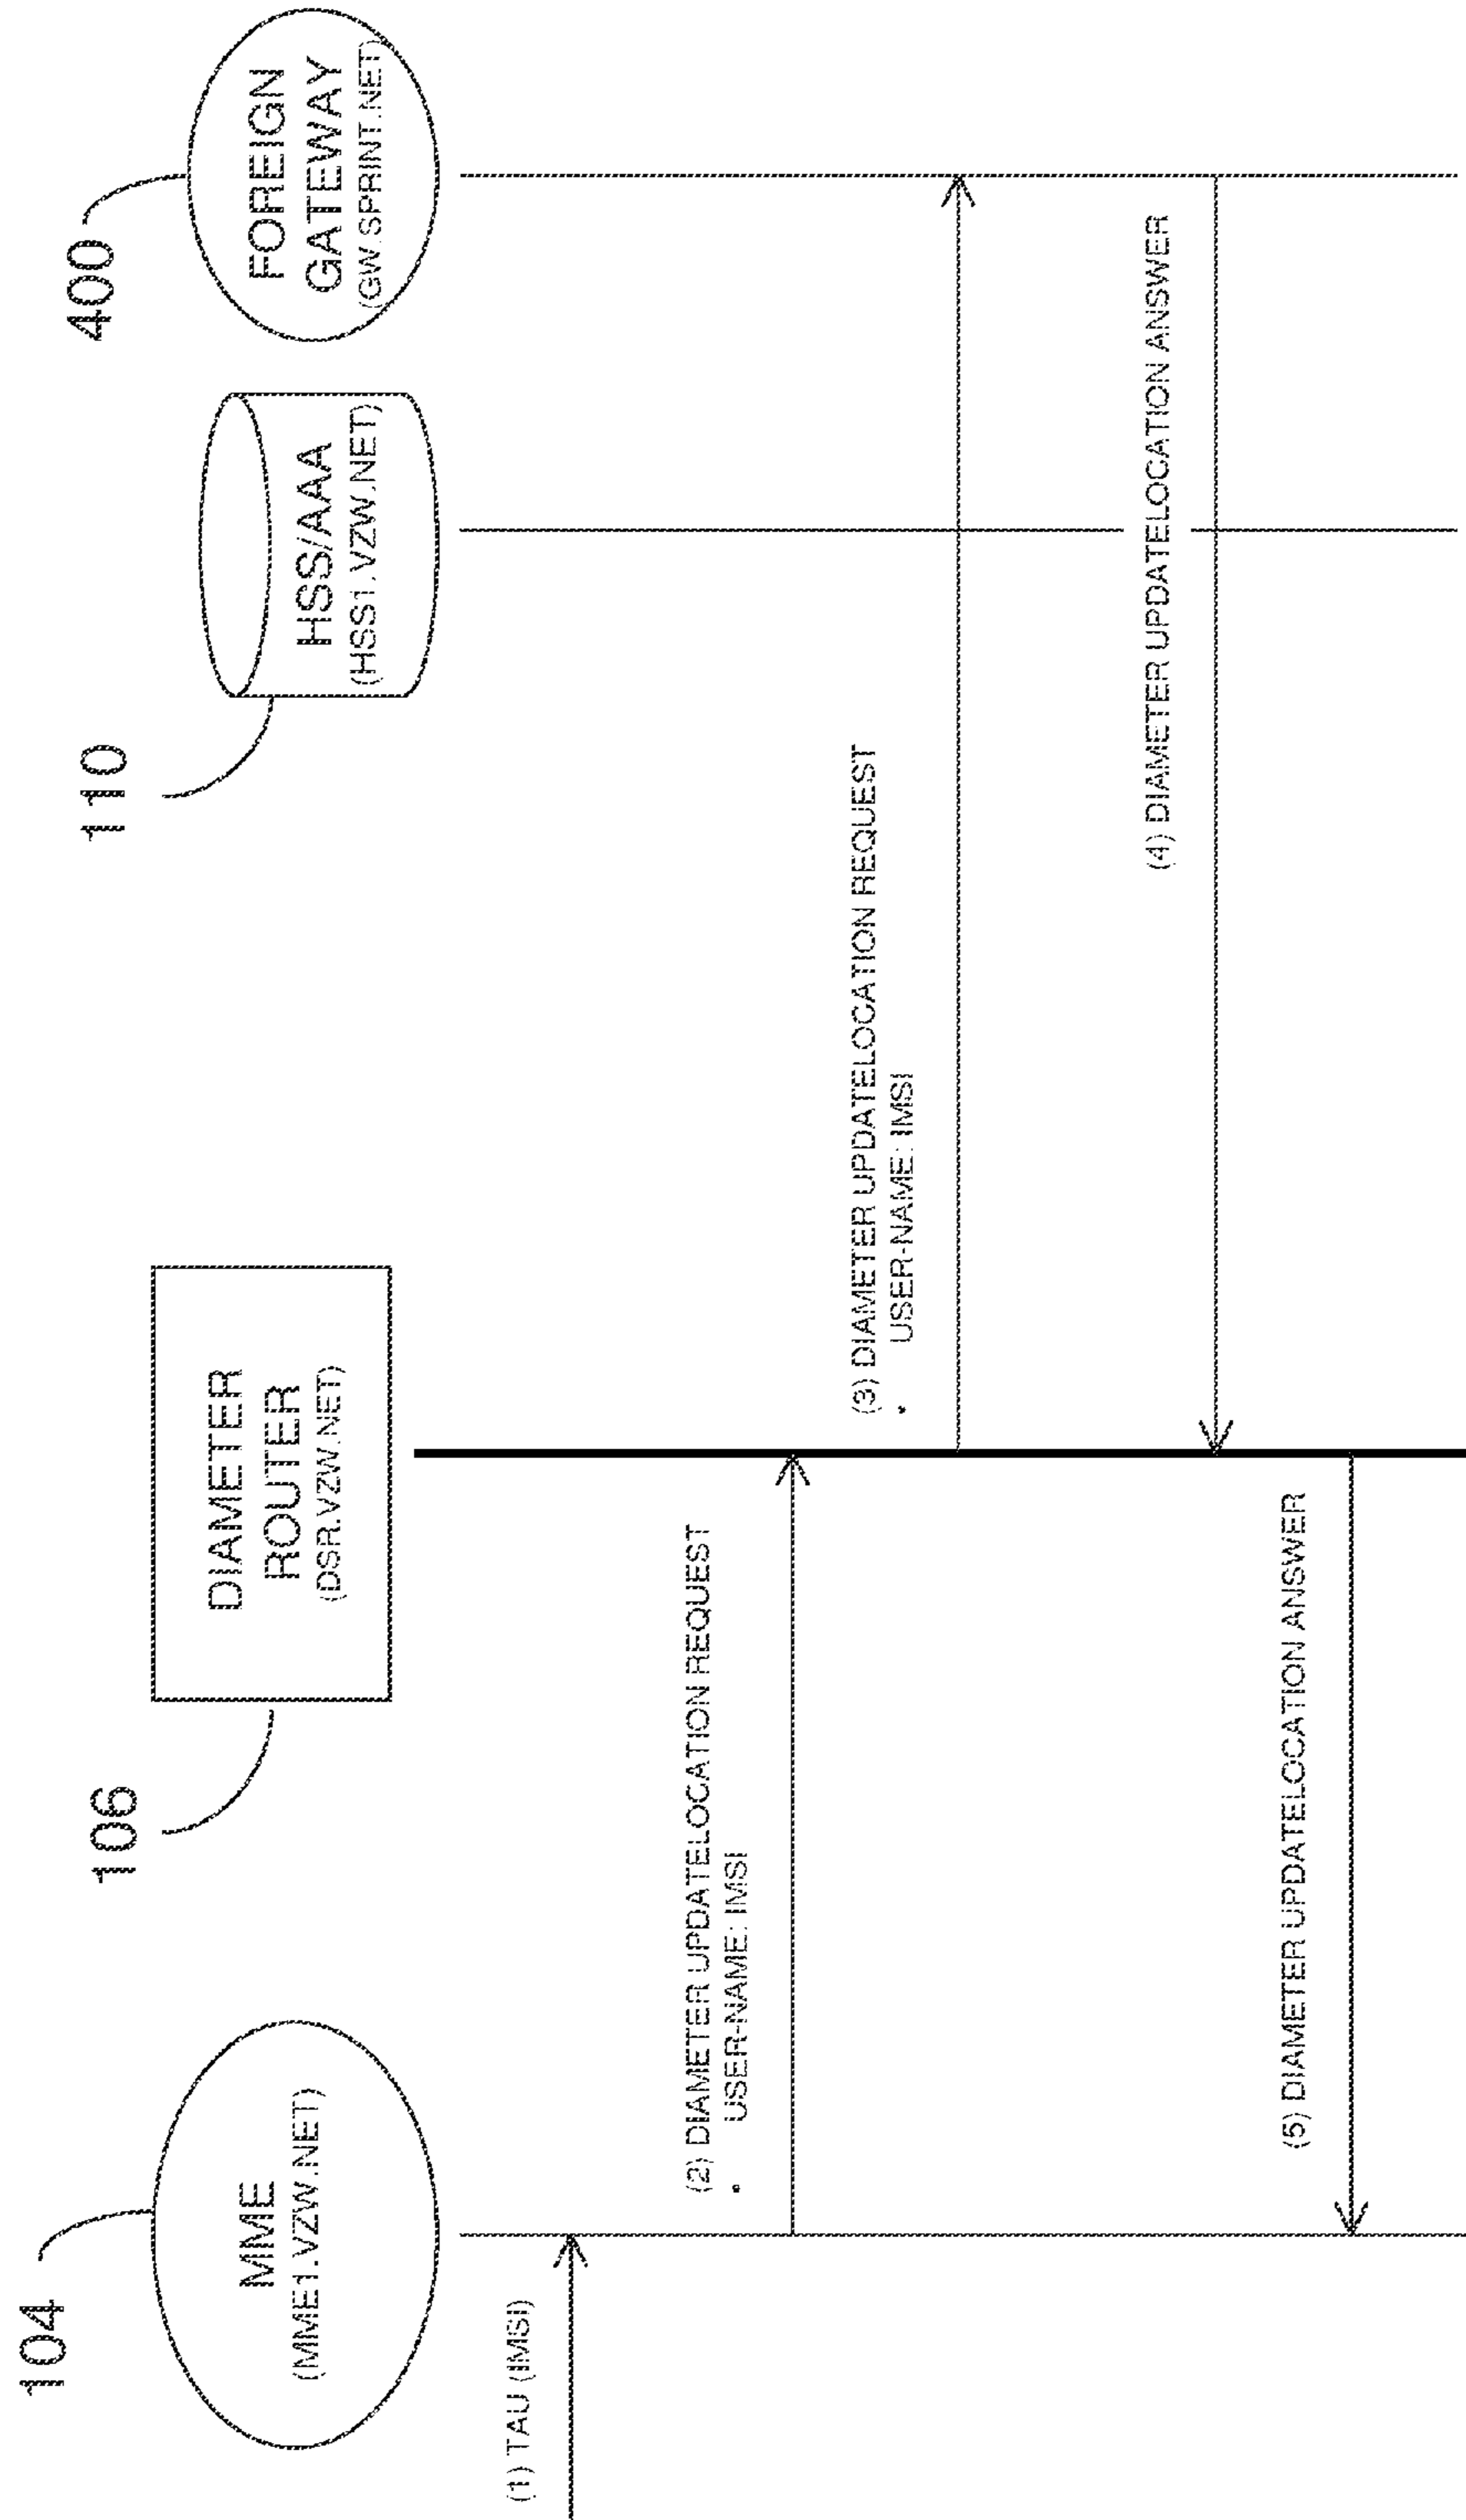 104
MME
(MME1.VZW.NET)
106
DIAMETER
ROUTER
(DSR.VZW.NET)
110
HSS/AAA
(HSS1.VZW.NET)
400
FOREIGN
GATEWAY
(GW.SPRINT.NET)
(1) TAU (IMSI)
(2) DIAMETER UPDATELOCATION REQUEST
• USER-NAME: IMSI
(3) DIAMETER UPDATELOCATION REQUEST
• USER-NAME: IMSI
(4) DIAMETER UPDATELOCATION ANSWER
(5) DIAMETER UPDATELOCATION ANSWER